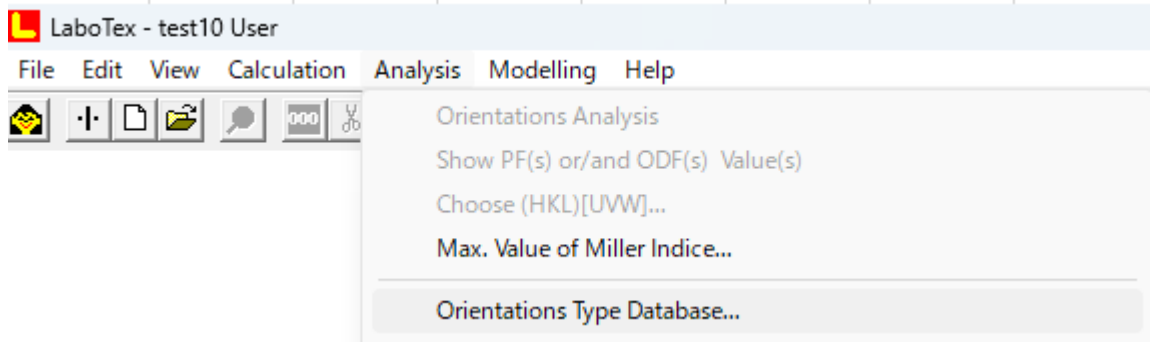 LaboTex - test10 User
File Edit View Calculation Analysis Modelling Help
000
Orientations Analysis
Show PF(s) or/and ODF(s) Value(s)
Choose (HKL)[UVW]...
Max. Value of Miller Indice...
Orientations Type Database...